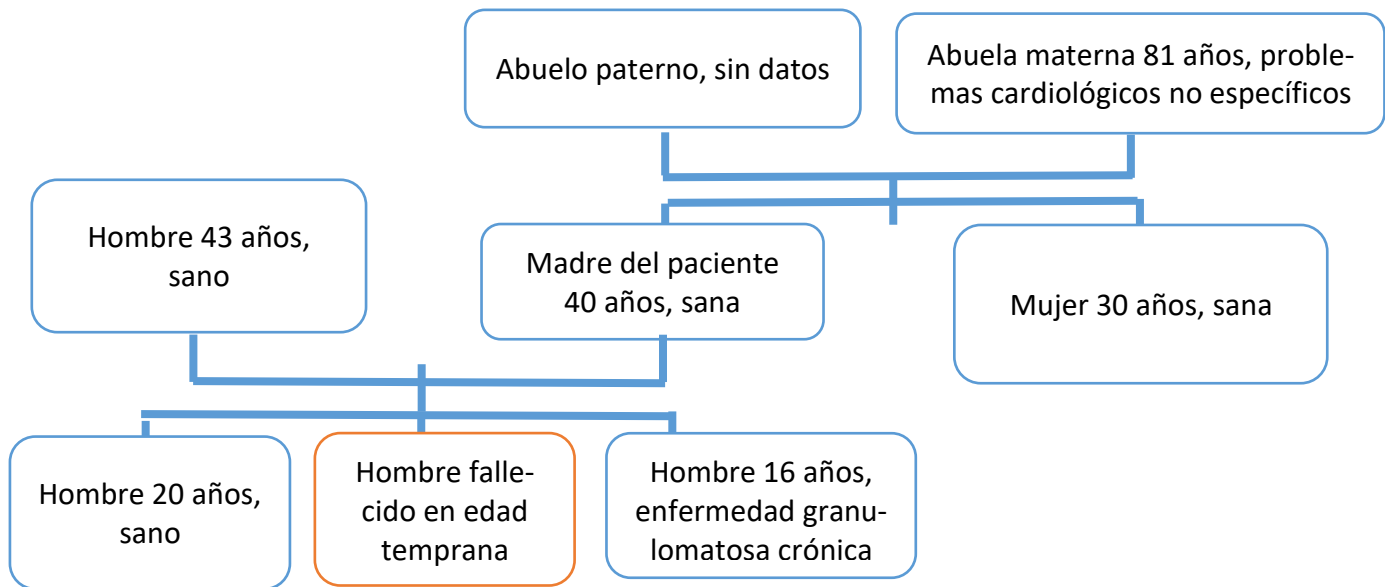 Abuelo paterno, sin datos
Abuela materna 81 años, proble-
mas cardiológicos no específicos
Hombre 43 años,
sano
Madre del paciente
40 años, sana
Mujer 30 años, sana
Hombre 20 años,
sano
Hombre falle-
cido en edad
temprana
Hombre 16 años,
enfermedad granu-
lomatosa crónica